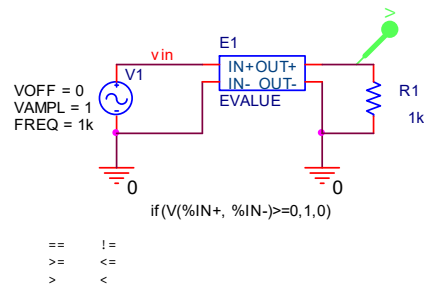 V
E1
vin
V1
IN+OUT+
IN- OUT-
EVALUE
VOFF = 0
VAMPL = 1
FREQ = 1k
R1
1k
0
0
if(V(%IN+, %IN-)>=0,1,0)
== !=
>= <=
> <